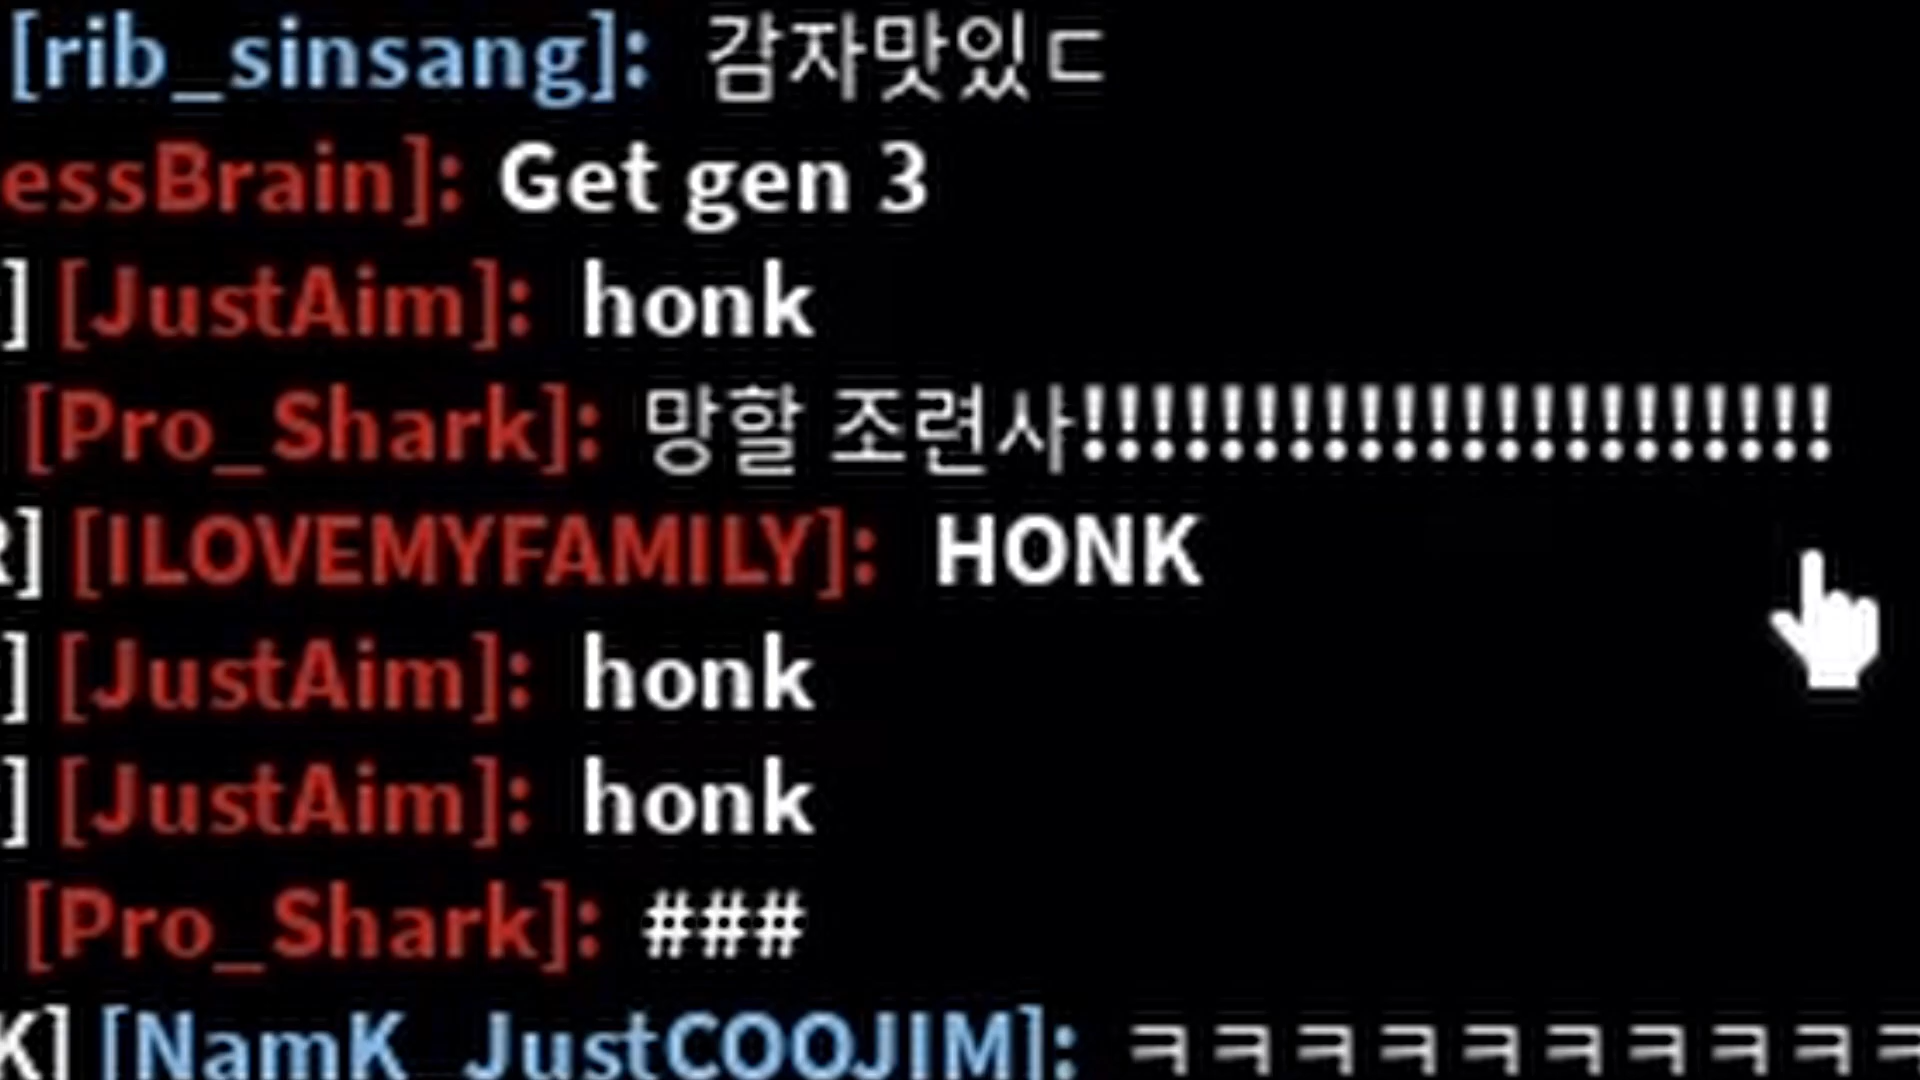 [rib_sinsang]: 감자맛있ㄷ
essBrain]: Get gen 3
] [JustAim]: honk
[Pro_Shark]: 망할 조련사!!!!!!!!!!!!!!!!!!!!!!
R] [ILOVEMYFAMILY]: HONK
] [JustAim]: honk
] [JustAim]: honk
[Pro_Shark]: ###
K] [NamK_JustCOOJIM]: ㅋㅋㅋㅋㅋㅋㅋㅋㅋㅋ